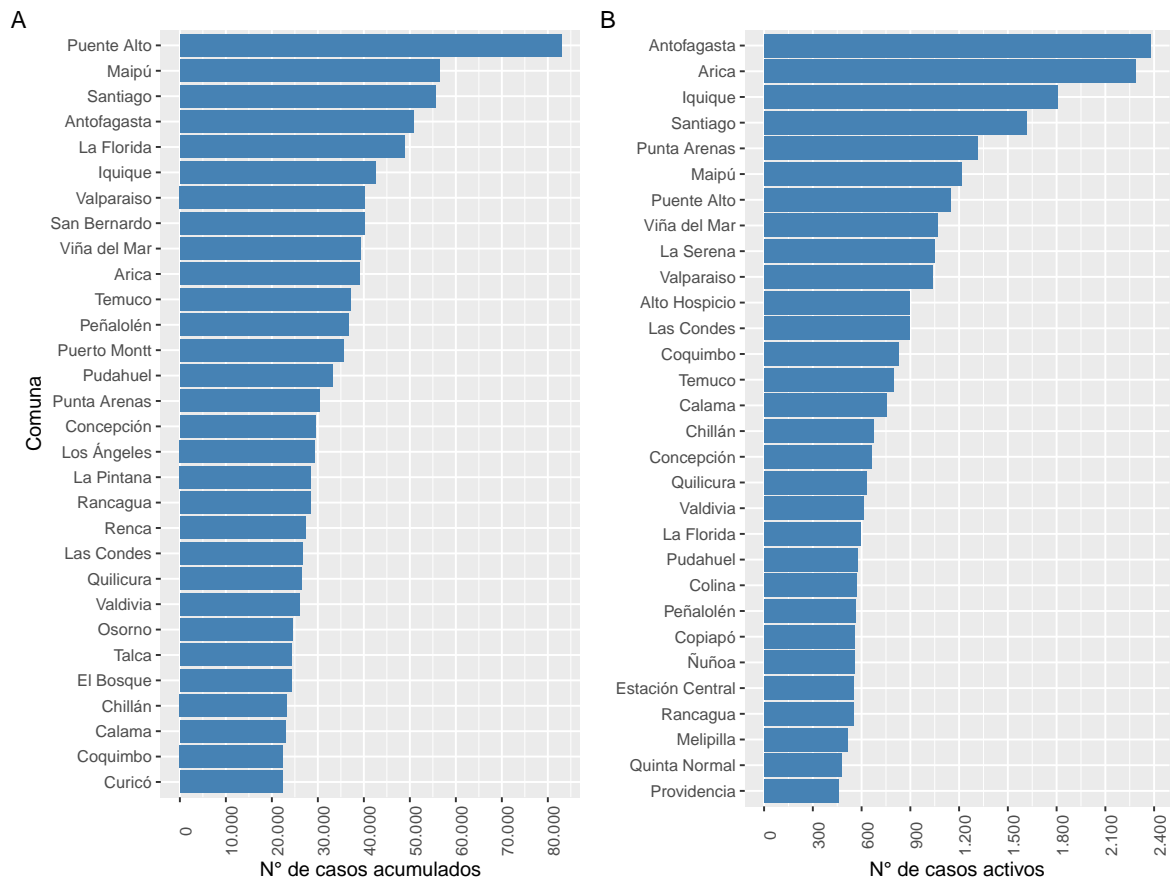 A
Puente Alto
Maipú
Santiago
Antofagasta
La Florida
Iquique
Valparaiso
San Bernardo
Viña del Mar
Arica
Temuco
Peñalolén
Puerto Montt
Pudahuel
Punta Arenas
Concepción
Los Ángeles
La Pintana
Rancagua
Renca
Las Condes
Quilicura
Valdivia
Osorno
Talca
El Bosque
Chillán
Calama
Coquimbo
Curicó
Comuna
0
10.000
20.000
30.000
40.000
50.000
60.000
70.000
80.000
N° de casos acumulados
B
Antofagasta
Arica
Iquique
Santiago
Punta Arenas
Maipú
Puente Alto
Viña del Mar
La Serena
Valparaiso
Alto Hospicio
Las Condes
Coquimbo
Temuco
Calama
Chillán
Concepción
Quilicura
Valdivia
La Florida
Pudahuel
Colina
Peñalolén
Copiapó
Ñuñoa
Estación Central
Rancagua
Melipilla
Quinta Normal
Providencia
0
300
600
900
1.200
1.500
1.800
2.100
2.400
N° de casos activos